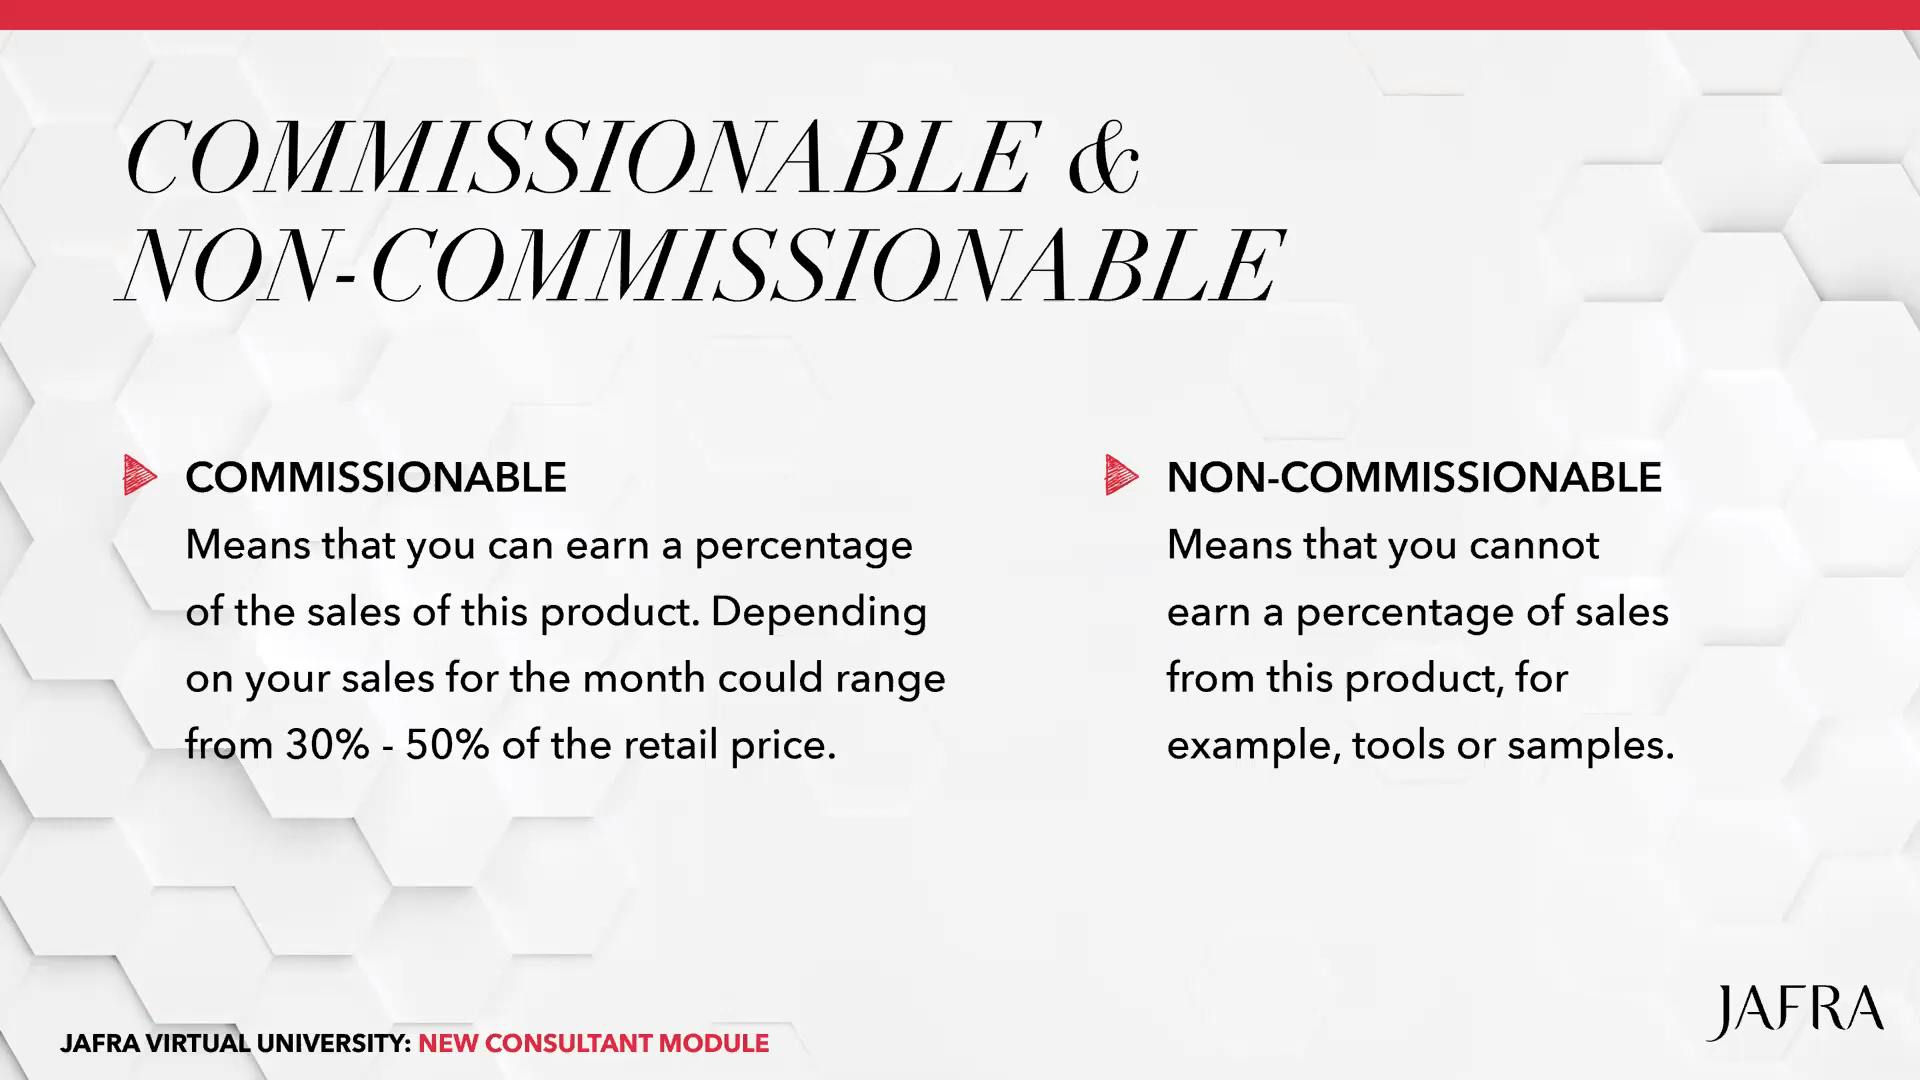 COMMISSIONABLE &
NON-COMMISSIONABLE
COMMISSIONABLE
Means that you can earn a percentage
of the sales of this product. Depending
on your sales for the month could range
from 30% - 50% of the retail price.
NON-COMMISSIONABLE
Means that you cannot
earn a percentage of sales
from this product, for
example, tools or samples.
JAFRA VIRTUAL UNIVERSITY: NEW CONSULTANT MODULE
JAFRA